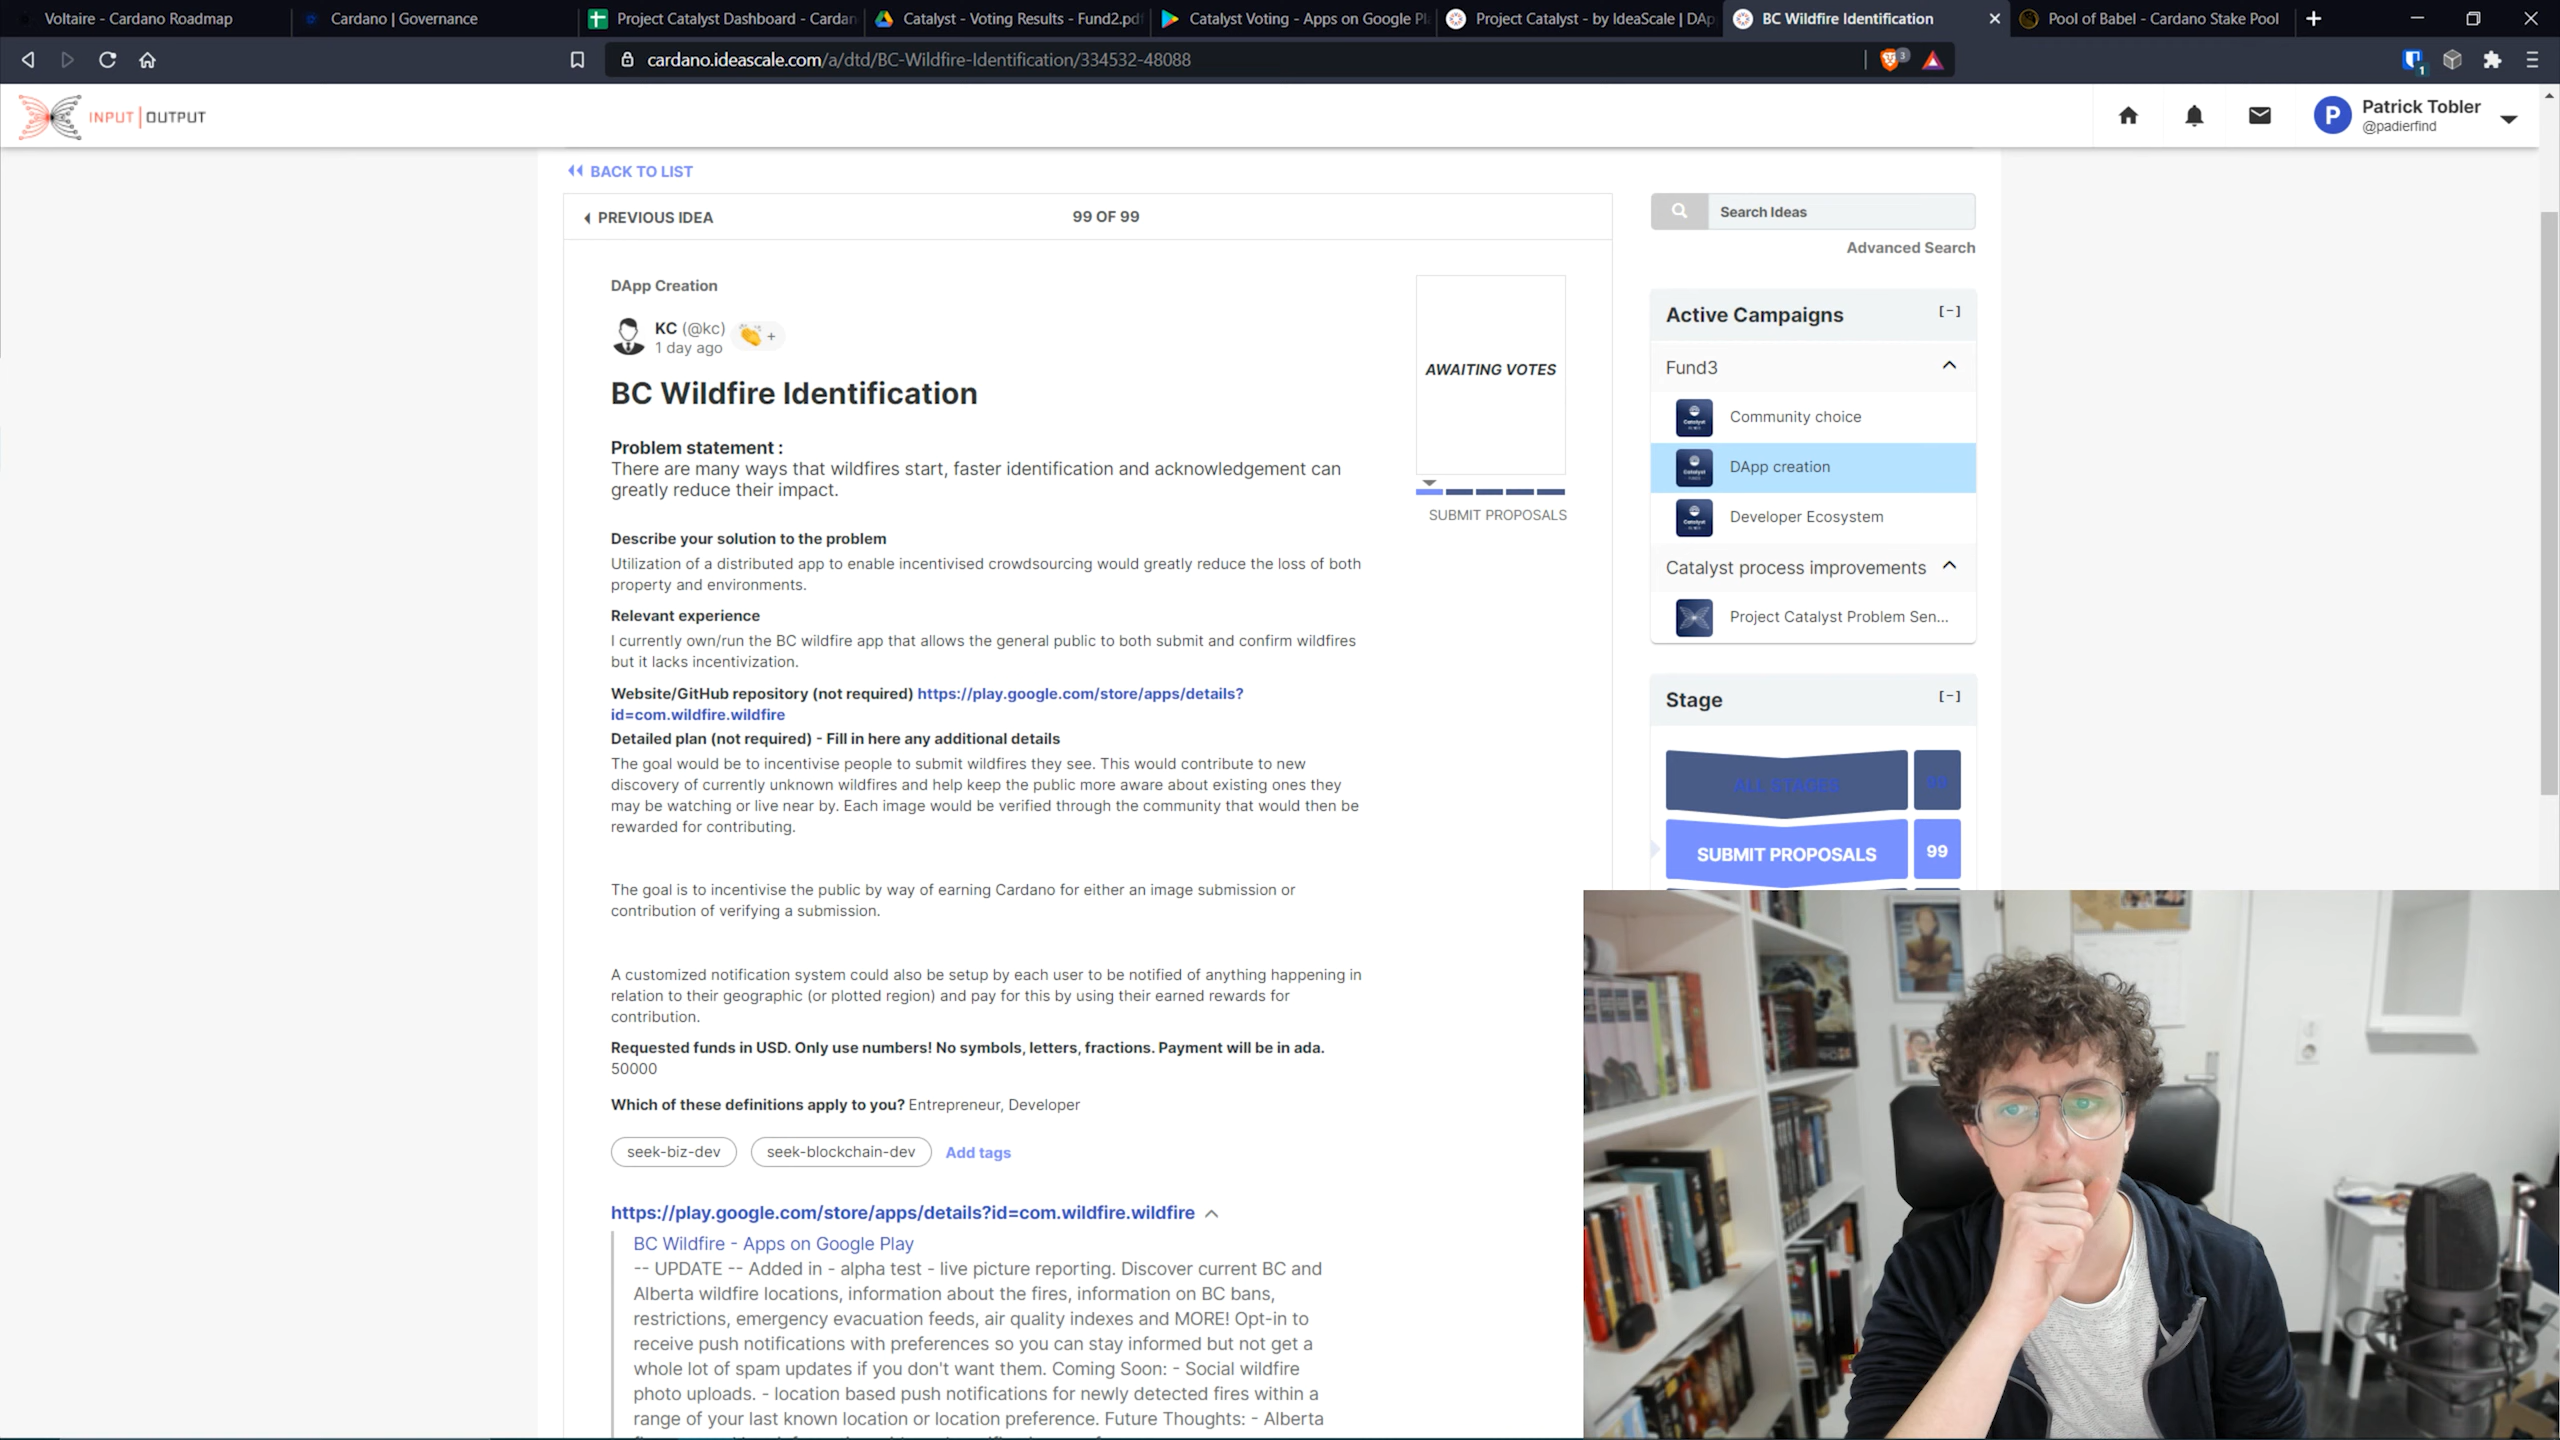 Voltaire - Cardano Roadmap
Cardano | Governance
Project Catalyst Dashboard - Cardan
Catalyst - Voting Results - Fund2.pdf
Catalyst Voting - Apps on Google Pl
Project Catalyst - by IdeaScale | DAp
BC Wildfire Identification
Pool of Babel - Cardano Stake Pool
cardano.ideascale.com/a/dtd/BC-Wildfire-Identification/334532-48088
3
1
INPUT | OUTPUT
P
Patrick Tobler
@padierfind
BACK TO LIST
PREVIOUS IDEA
99 OF 99
Search Ideas
Advanced Search
DApp Creation
KC (@kc)
+
1 day ago
AWAITING VOTES
SUBMIT PROPOSALS
BC Wildfire Identification
Problem statement :
There are many ways that wildfires start, faster identification and acknowledgement can
greatly reduce their impact.
Describe your solution to the problem
Utilization of a distributed app to enable incentivised crowdsourcing would greatly reduce the loss of both
property and environments.
Relevant experience
I currently own/run the BC wildfire app that allows the general public to both submit and confirm wildfires
but it lacks incentivization.
Website/GitHub repository (not required) https://play.google.com/store/apps/details?
id=com.wildfire.wildfire
Detailed plan (not required) - Fill in here any additional details
The goal would be to incentivise people to submit wildfires they see. This would contribute to new
discovery of currently unknown wildfires and help keep the public more aware about existing ones they
may be watching or live near by. Each image would be verified through the community that would then be
rewarded for contributing.
The goal is to incentivise the public by way of earning Cardano for either an image submission or
contribution of verifying a submission.
A customized notification system could also be setup by each user to be notified of anything happening in
relation to their geographic (or plotted region) and pay for this by using their earned rewards for
contribution.
Requested funds in USD. Only use numbers! No symbols, letters, fractions. Payment will be in ada.
50000
Which of these definitions apply to you? Entrepreneur, Developer
seek-biz-dev
seek-blockchain-dev
Add tags
https://play.google.com/store/apps/details?id=com.wildfire.wildfire
BC Wildfire - Apps on Google Play
-- UPDATE -- Added in - alpha test - live picture reporting. Discover current BC and
Alberta wildfire locations, information about the fires, information on BC bans,
restrictions, emergency evacuation feeds, air quality indexes and MORE! Opt-in to
receive push notifications with preferences so you can stay informed but not get a
whole lot of spam updates if you don't want them. Coming Soon: - Social wildfire
photo uploads. - location based push notifications for newly detected fires within a
range of your last known location or location preference. Future Thoughts: - Alberta
Active Campaigns
[-]
Fund3
Community choice
DApp creation
Developer Ecosystem
Catalyst process improvements
Project Catalyst Problem Sen...
Stage
[-]
ALL STAGES
99
SUBMIT PROPOSALS
99